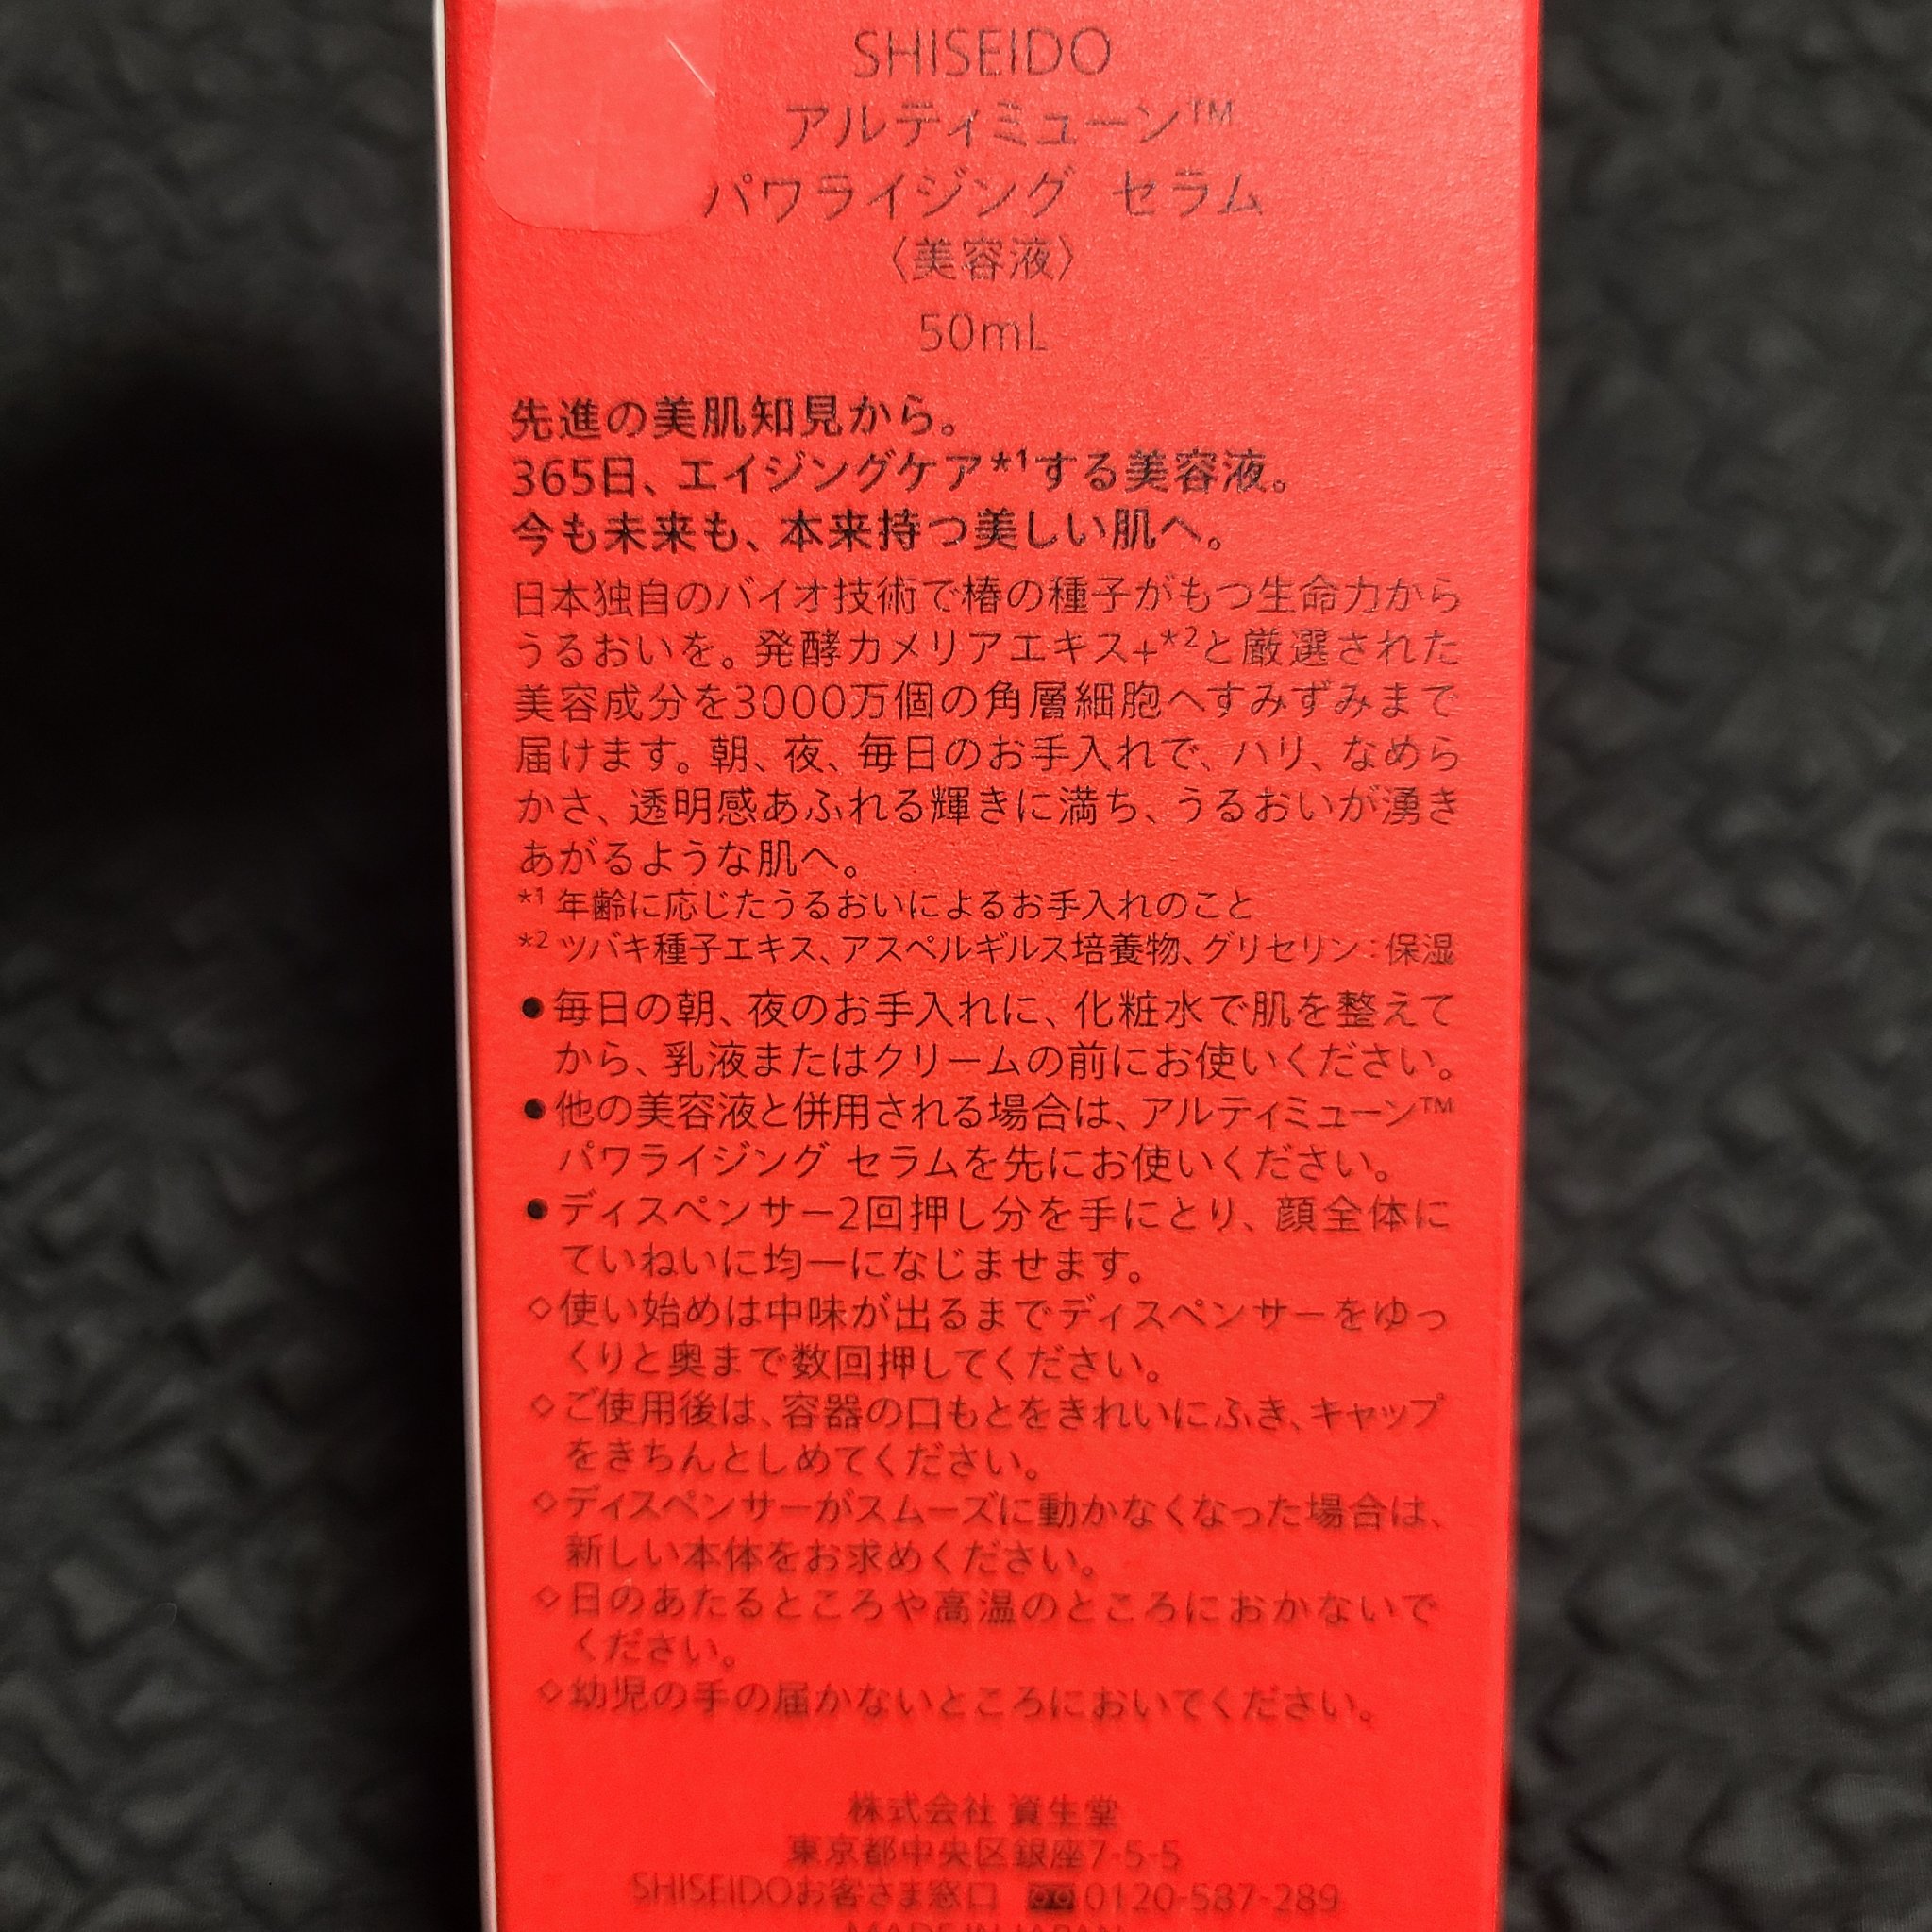 SHISEIDO
アルティミューン™
パワライジング セラム
〈美容液〉
50mL
先進の美肌知見から。
365日、エイジングケア*1する美容液。
今も未来も、本来持つ美しい肌へ。
日本独自のバイオ技術で椿の種子がもつ生命力から
うるおいを。発酵カメリアエキス+*2と厳選された
美容成分を3000万個の角層細胞へすみずみまで
届けます。朝、夜、毎日のお手入れで、ハリ、なめら
かさ、透明感あふれる輝きに満ち、うるおいが湧き
あがるような肌へ。
*1 年齢に応じたうるおいによるお手入れのこと
*2 ツバキ種子エキス、アスペルギルス培養物、グリセリン：保湿
●毎日の朝、夜のお手入れに、化粧水で肌を整えて
から、乳液またはクリームの前にお使いください。
●他の美容液と併用される場合は、アルティミューン™
パワライジング セラムを先にお使いください。
●ディスペンサー2回押し分を手にとり、顔全体に
ていねいに均一になじませます。
◇使い始めは中味が出るまでディスペンサーをゆっ
くりと奥まで数回押してください。
◇ご使用後は、容器の口もとをきれいにふき、キャップ
をきちんとしめてください。
◇ディスペンサーがスムーズに動かなくなった場合は、
新しい本体をお求めください。
◇日のあたるところや高温のところにおかないで
ください。
◇幼児の手の届かないところにおいてください。
株式会社 資生堂
東京都中央区銀座7-5-5
SHISEIDOお客さま窓口 0120-587-289
MADE IN JAPAN